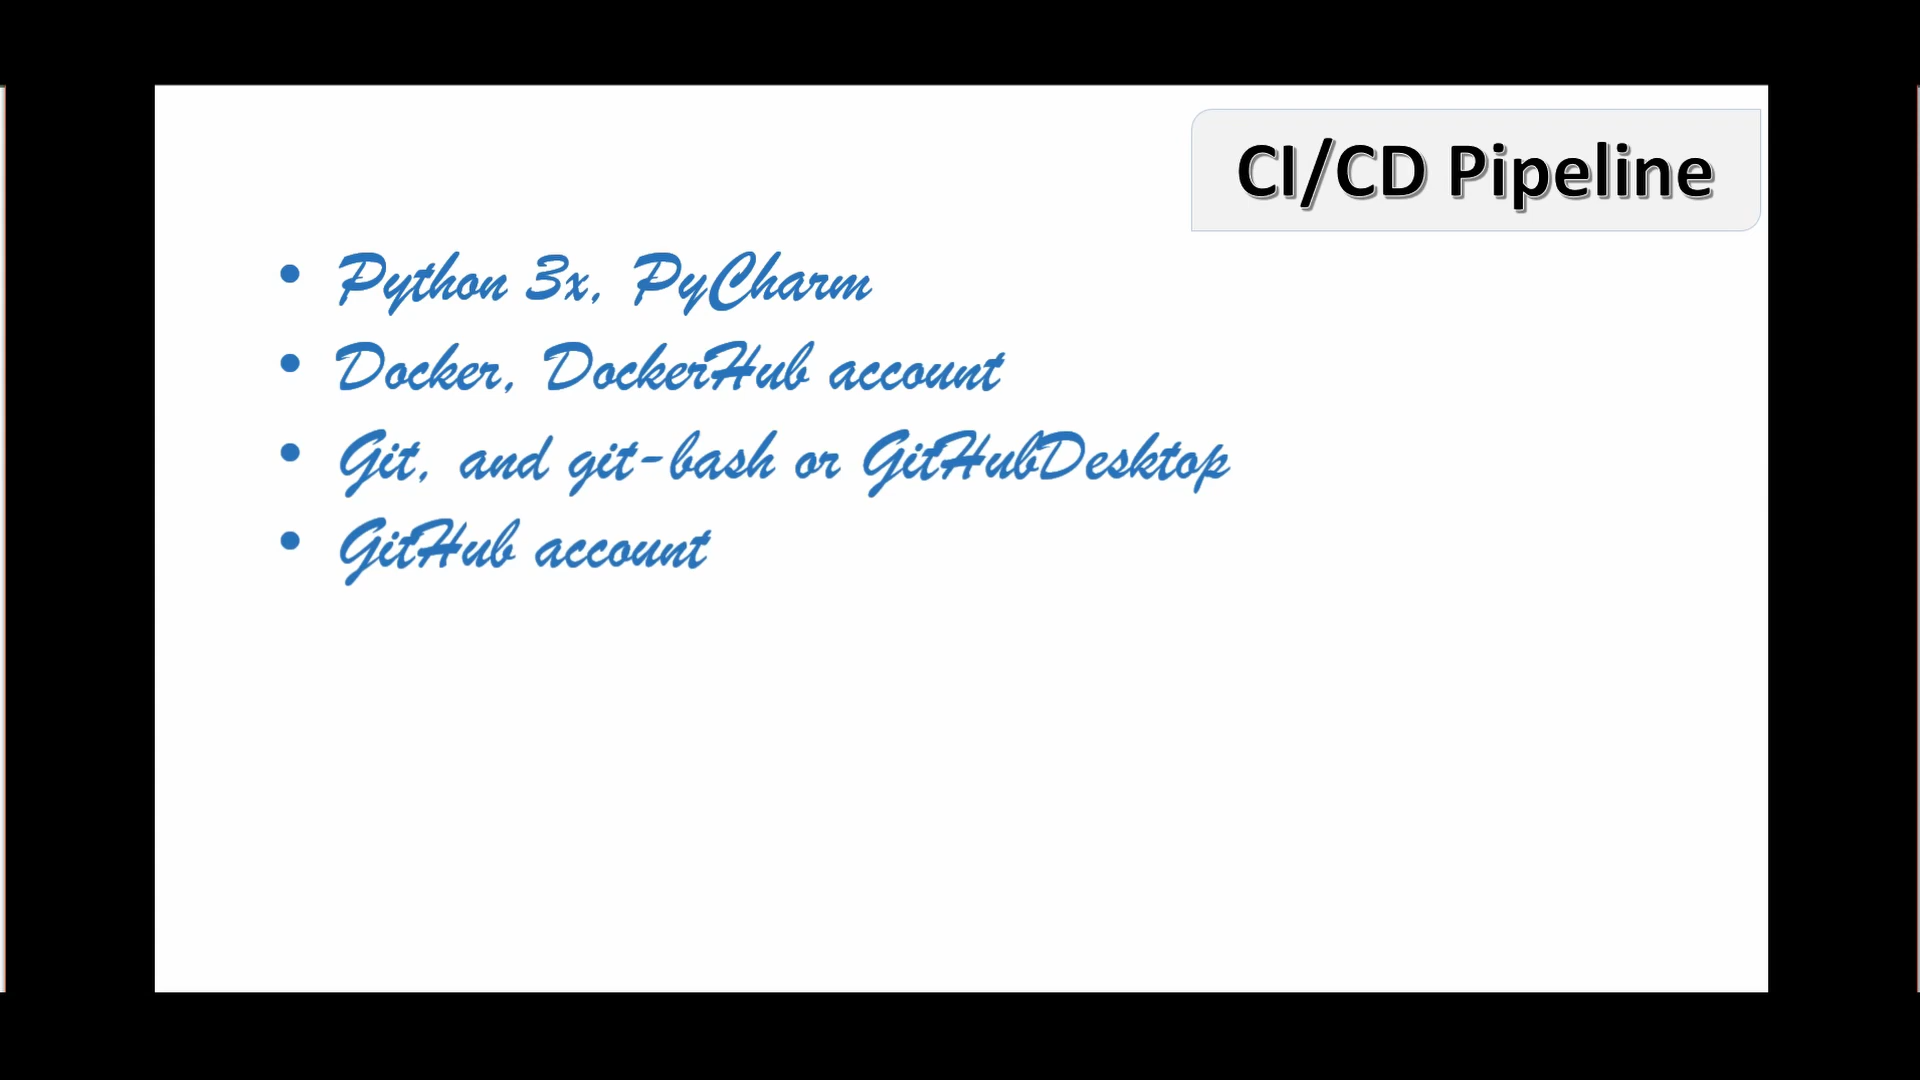 CI/CD Pipeline
• Python 3x, PyCharm
• Docker, DockerHub account
• Git, and git-bash or GitHubDesktop
• GitHub account